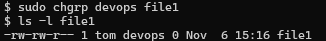 $ sudo chgrp devops file1
$ ls -l file1
-rw-rw-r-- 1 tom devops 0 Nov  6 15:16 file1